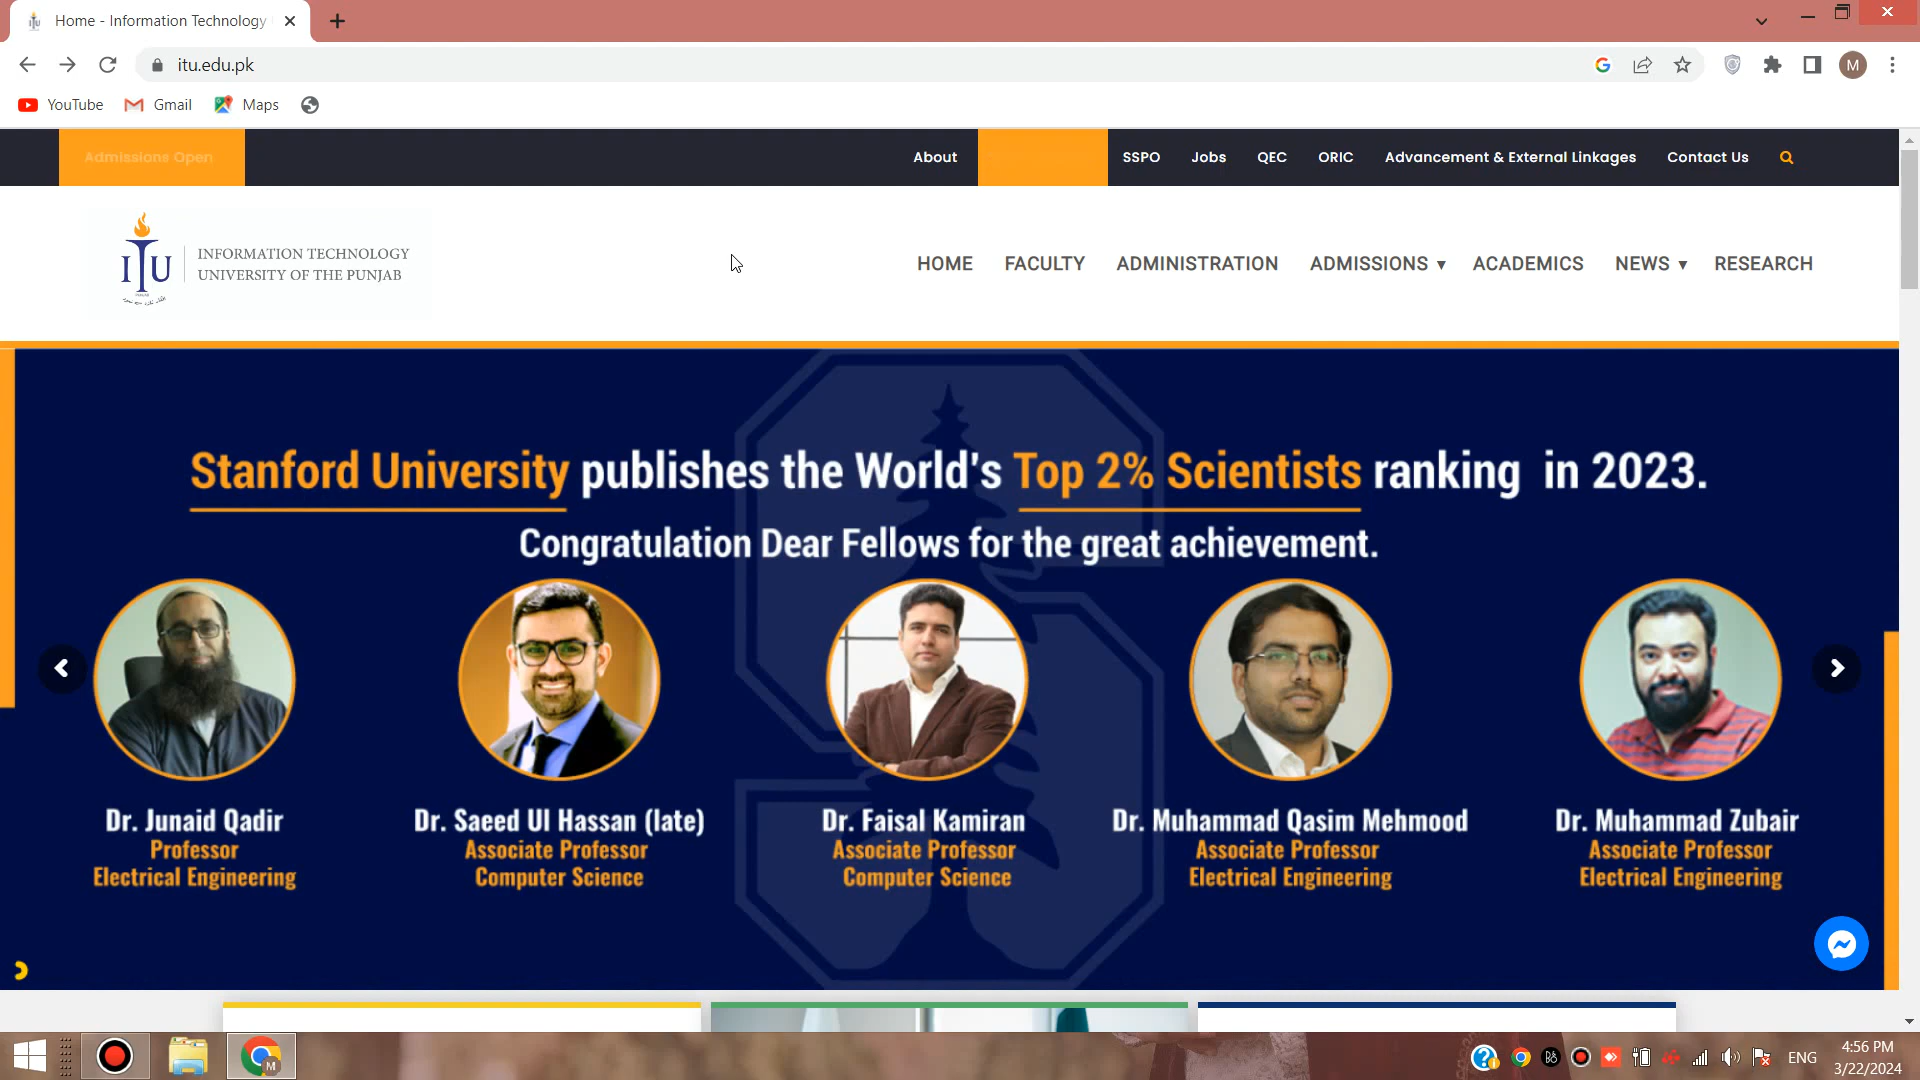 Home - Information Technology
itu.edu.pk
M
YouTube
Gmail
Maps
Admissions Open
About
SSPO
Jobs
QEC
ORIC
Advancement & External Linkages
Contact Us
ITU
INFORMATION TECHNOLOGY
UNIVERSITY OF THE PUNJAB
HOME
FACULTY
ADMINISTRATION
ADMISSIONS ▾
ACADEMICS
NEWS ▾
RESEARCH
Stanford University publishes the World's Top 2% Scientists ranking in 2023.
Congratulation Dear Fellows for the great achievement.
Dr. Junaid Qadir
Professor
Electrical Engineering
Dr. Saeed Ul Hassan (late)
Associate Professor
Computer Science
Dr. Faisal Kamiran
Associate Professor
Computer Science
Dr. Muhammad Qasim Mehmood
Associate Professor
Electrical Engineering
Dr. Muhammad Zubair
Associate Professor
Electrical Engineering
M
ENG
4:56 PM
3/22/2024